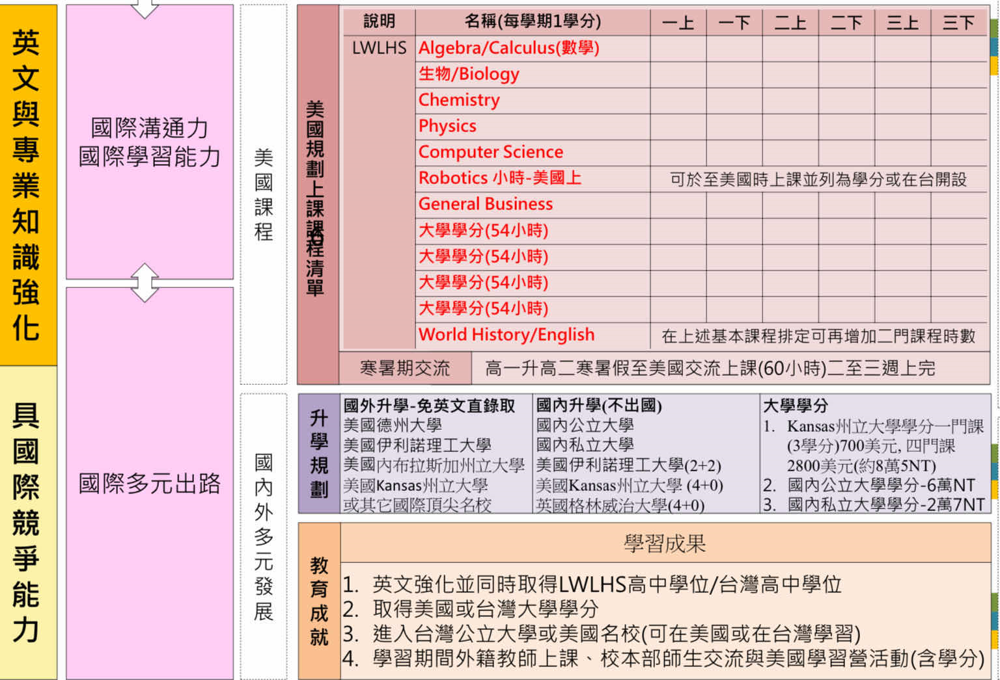 英文與專業知識強化
具國際競爭能力
國際溝通力
國際學習能力
國際多元出路
美國課程
國內外多元發展
美國規劃上課課程清單
說明 名稱(每學期1學分) 一上 一下 二上 二下 三上 三下
LWLHS Algebra/Calculus(數學)
生物/Biology
Chemistry
Physics
Computer Science
Robotics 小時-美國上 可於至美國時上課並列為學分或在台開設
General Business
大學學分(54小時)
大學學分(54小時)
大學學分(54小時)
大學學分(54小時)
World History/English 在上述基本課程排定可再增加二門課程時數
寒暑期交流 高一升高二寒暑假至美國交流上課(60小時)二至三週上完
升學規劃
國外升學-免英文直錄取
美國德州大學
美國伊利諾理工大學
美國內布拉斯加州立大學
美國Kansas州立大學
或其它國際頂尖名校
國內升學(不出國)
國內公立大學
國內私立大學
美國伊利諾理工大學(2+2)
美國Kansas州立大學 (4+0)
英國格林威治大學(4+0)
大學學分
1. Kansas州立大學學分一門課
(3學分)700美元, 四門課
2800美元(約8萬5NT)
2. 國內公立大學學分-6萬NT
3. 國內私立大學學分-2萬7NT
教育成就
學習成果
1. 英文強化並同時取得LWLHS高中學位/台灣高中學位
2. 取得美國或台灣大學學分
3. 進入台灣公立大學或美國名校(可在美國或在台灣學習)
4. 學習期間外籍教師上課、校本部師生交流與美國學習營活動(含學分)